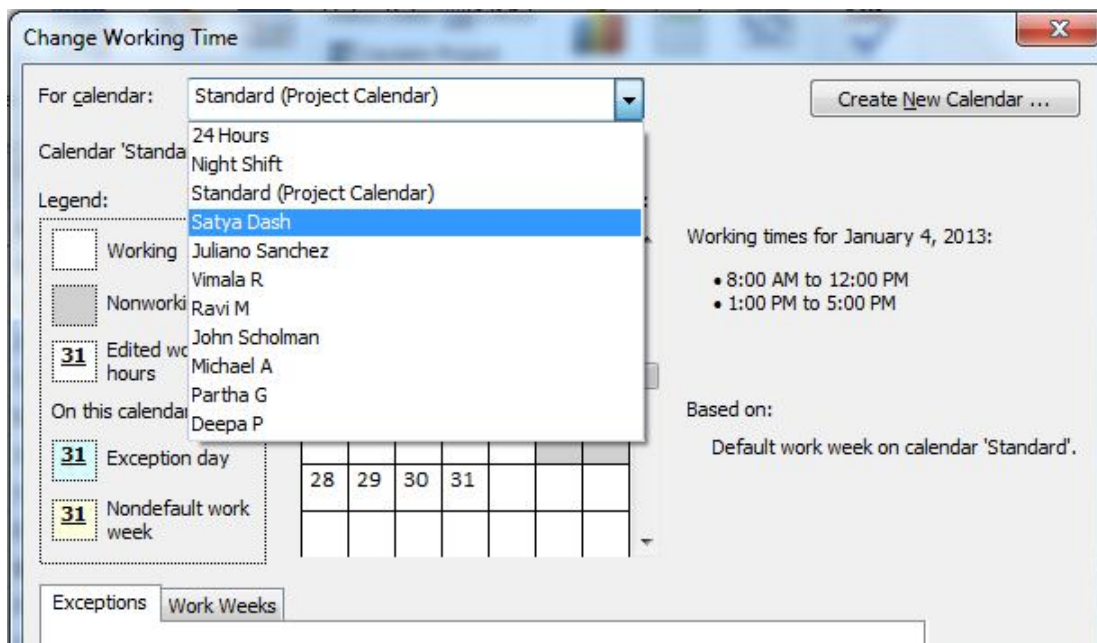 Change Working Time
For calendar:
Standard (Project Calendar)
Create New Calendar ...
24 Hours
Night Shift
Standard (Project Calendar)
Satya Dash
Juliano Sanchez
Vimala R
Ravi M
John Scholman
Michael A
Partha G
Deepa P
Calendar 'Standa
Legend:
Working
Nonworki
31 Edited wo
hours
On this calenda
31 Exception day
31 Nondefault work
week
28 29 30 31
Working times for January 4, 2013:
• 8:00 AM to 12:00 PM
• 1:00 PM to 5:00 PM
Based on:
Default work week on calendar 'Standard'.
Exceptions Work Weeks